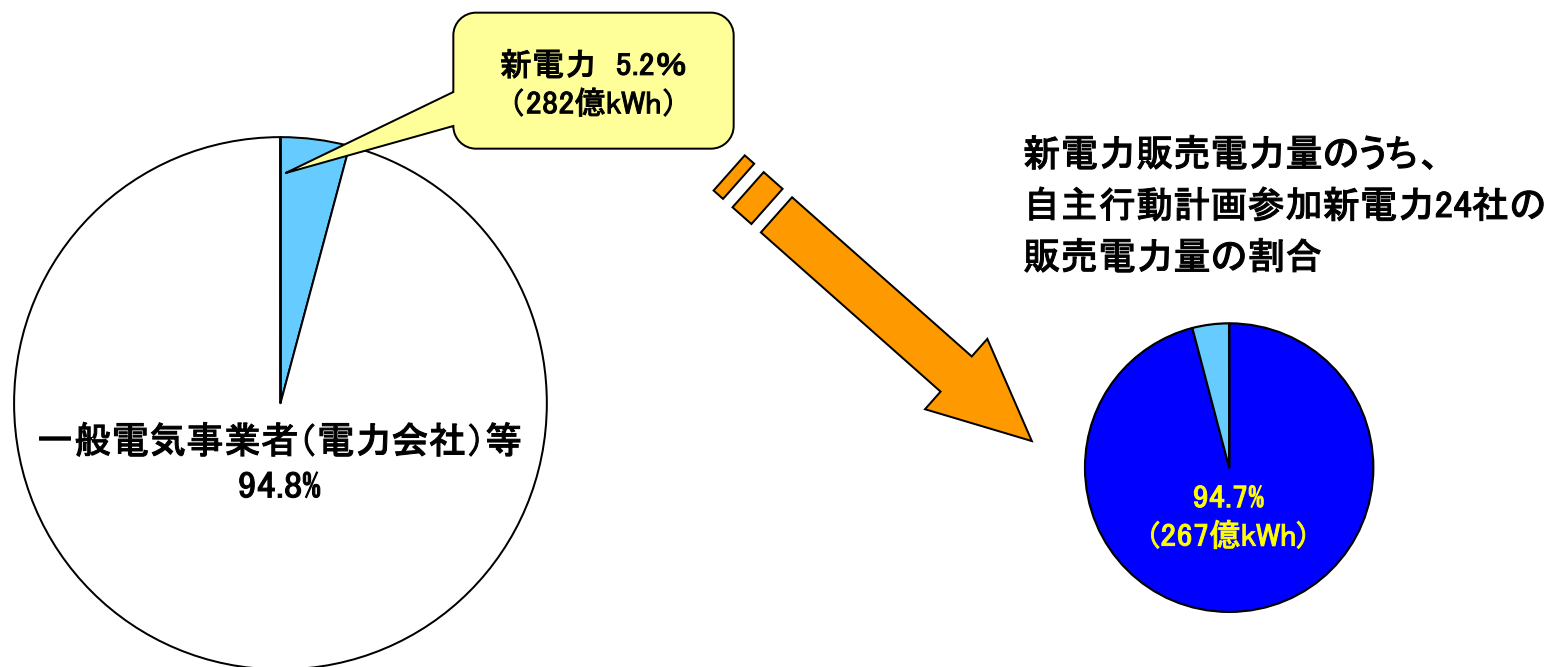 新電力 5.2%
(282億kWh)
新電力販売電力量のうち、
自主行動計画参加新電力24社の
販売電力量の割合
一般電気事業者(電力会社)等
94.8%
94.7%
(267億kWh)